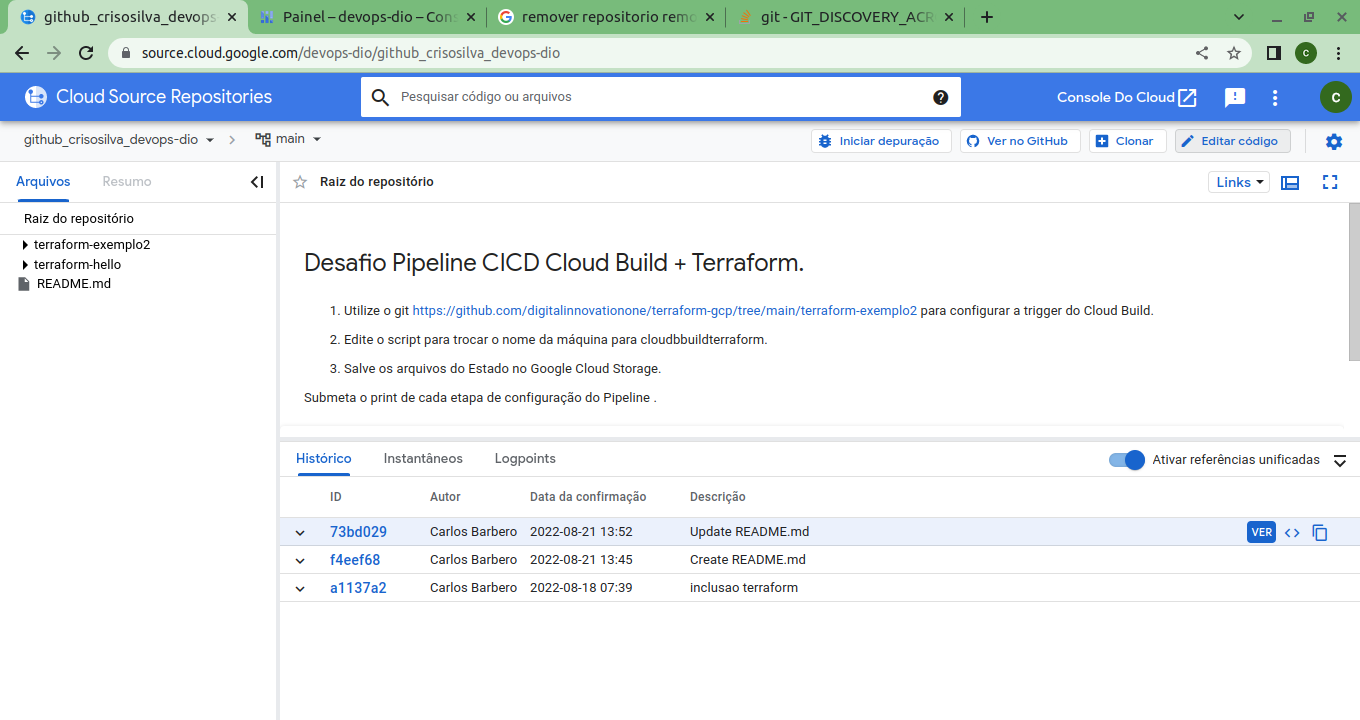 github_crisosilva_devops
Painel – devops-dio – Cons
remover repositorio remo
git - GIT_DISCOVERY_ACR
source.cloud.google.com/devops-dio/github_crisosilva_devops-dio
C
Cloud Source Repositories
Pesquisar código ou arquivos
Console Do Cloud
C
github_crisosilva_devops-dio
main
Iniciar depuração
Ver no GitHub
Clonar
Editar código
Arquivos
Resumo
Raiz do repositório
Links
Raiz do repositório
terraform-exemplo2
terraform-hello
README.md
Desafio Pipeline CICD Cloud Build + Terraform.
1. Utilize o git https://github.com/digitalinnovationone/terraform-gcp/tree/main/terraform-exemplo2 para configurar a trigger do Cloud Build.
2. Edite o script para trocar o nome da máquina para cloudbbuildterraform.
3. Salve os arquivos do Estado no Google Cloud Storage.
Submeta o print de cada etapa de configuração do Pipeline .
Histórico
Instantâneos
Logpoints
Ativar referências unificadas
ID Autor Data da confirmação Descrição
73bd029 Carlos Barbero 2022-08-21 13:52 Update README.md VER
f4eef68 Carlos Barbero 2022-08-21 13:45 Create README.md
a1137a2 Carlos Barbero 2022-08-18 07:39 inclusao terraform